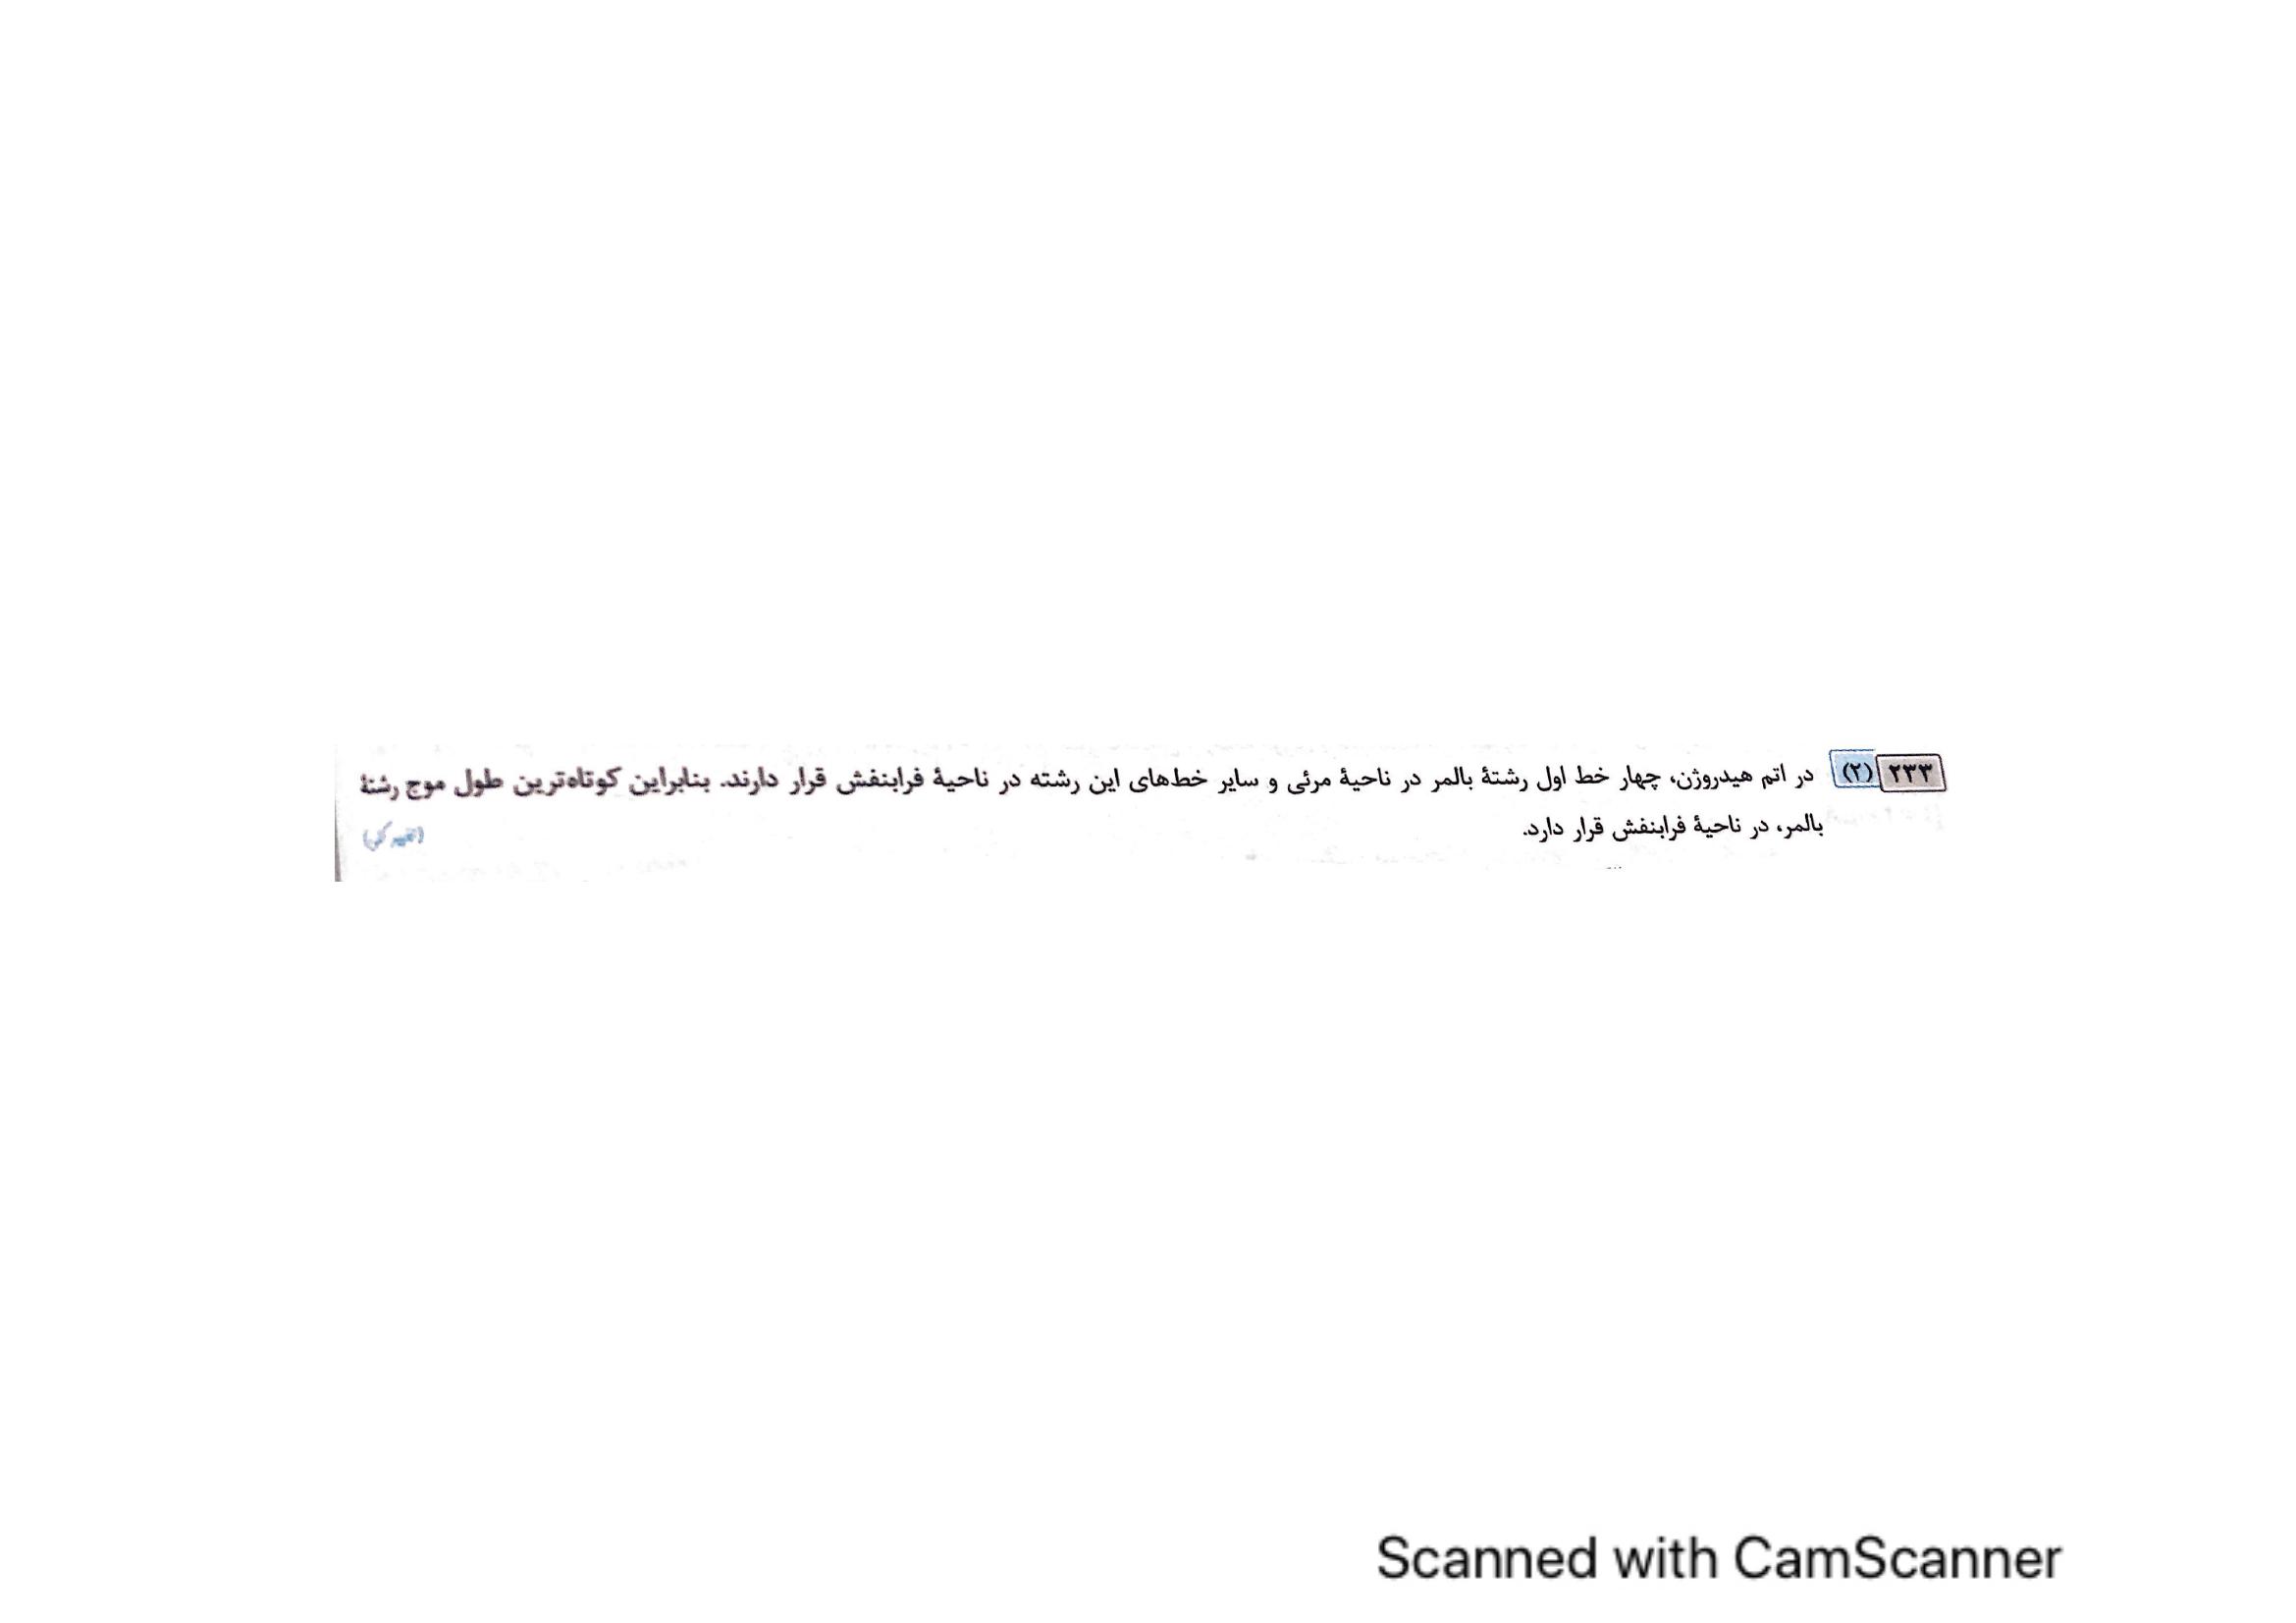 ۲۳۳ (۲) در اتم هیدروژن، چهار خط اول رشتهٔ بالمر در ناحیهٔ مرئی و سایر خط‌های این رشته در ناحیهٔ فرابنفش قرار دارند. بنابراین کوتاه‌ترین طول موج رشتهٔ
بالمر، در ناحیهٔ فرابنفش قرار دارد.
Scanned with CamScanner